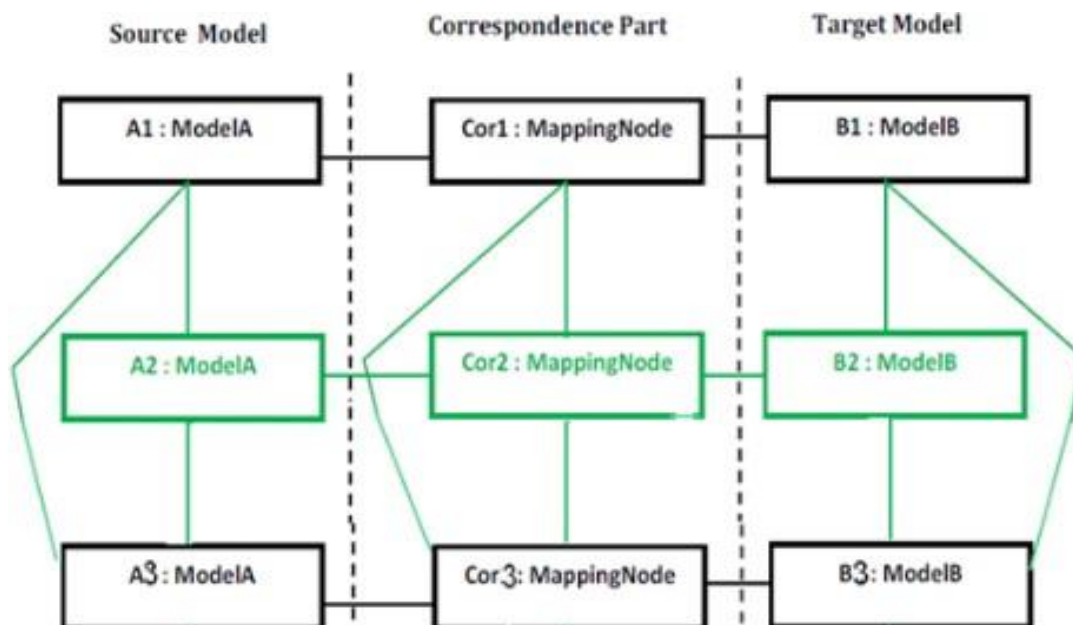 Source Model
Correspondence Part
Target Model
A1 : ModelA
Cor1 : MappingNode
B1 : ModelB
A2 : ModelA
Cor2 : MappingNode
B2 : ModelB
A3 : ModelA
Cor3: MappingNode
B3: ModelB